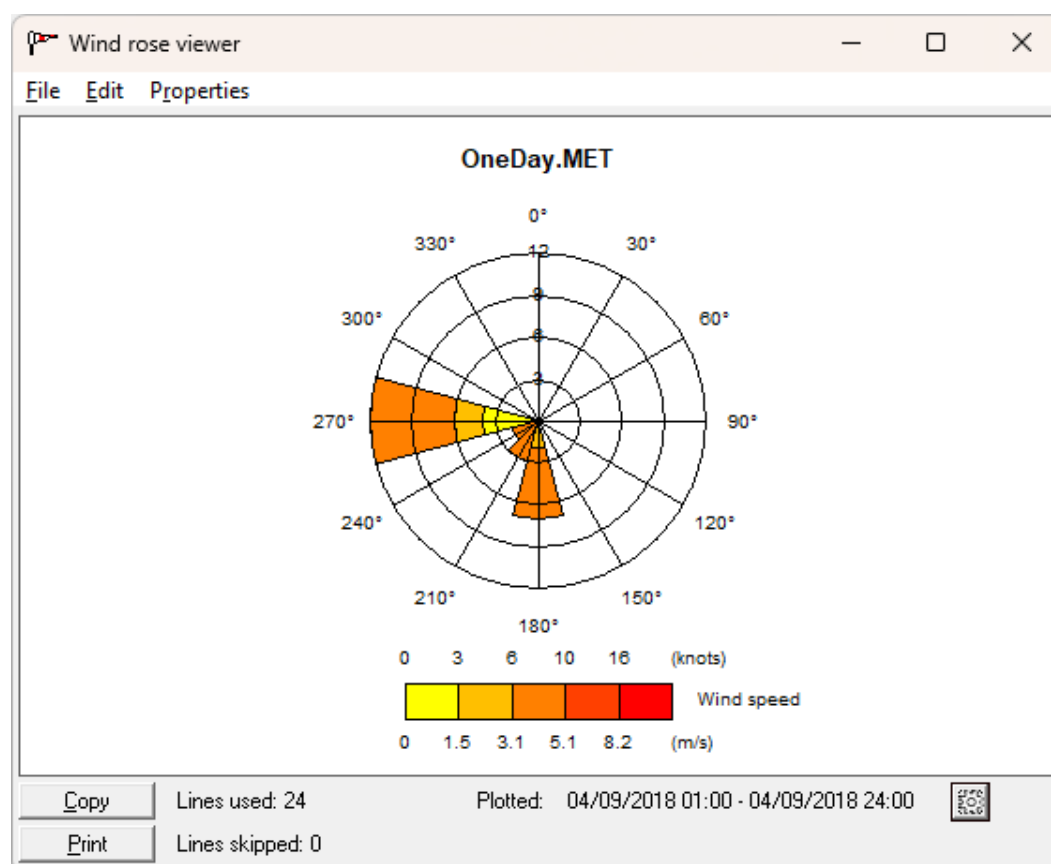 Wind rose viewer
File Edit Properties
OneDay.MET
0°
330° 30°
12
9
300° 60°
6
3
270° 90°
240° 120°
210° 150°
180°
0 3 6 10 16 (knots)
Wind speed
0 1.5 3.1 5.1 8.2 (m/s)
Copy Lines used: 24 Plotted: 04/09/2018 01:00 - 04/09/2018 24:00
Print Lines skipped: 0